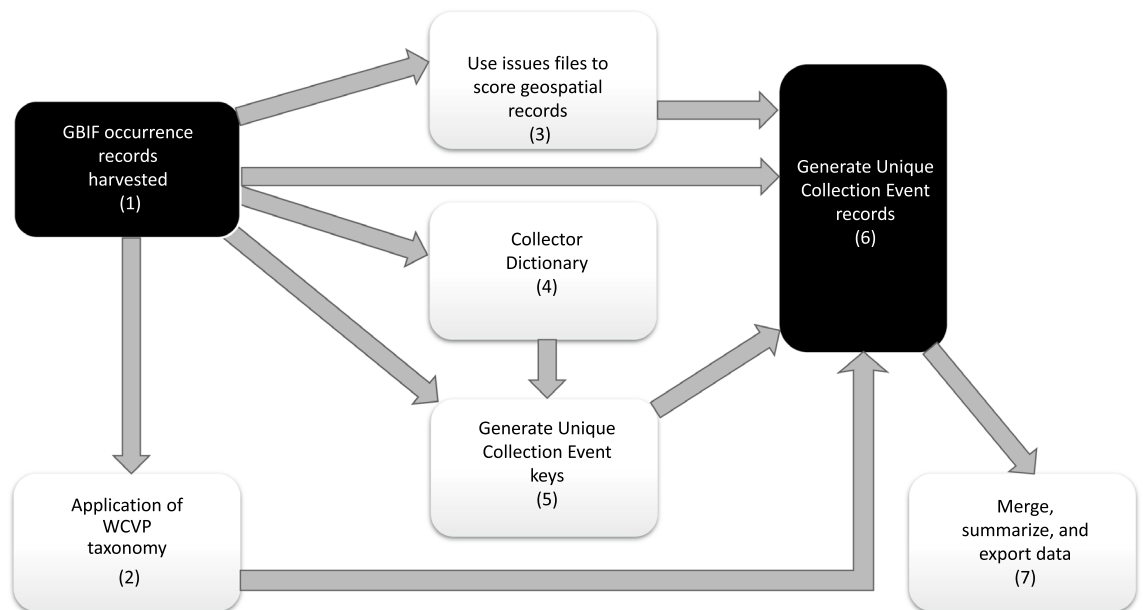 GBIF occurrence
records
harvested
(1)
Application of
WCVP
taxonomy
(2)
Use issues files to
score geospatial
records
(3)
Collector
Dictionary
(4)
Generate Unique
Collection Event
keys
(5)
Generate Unique
Collection Event
records
(6)
Merge,
summarize, and
export data
(7)